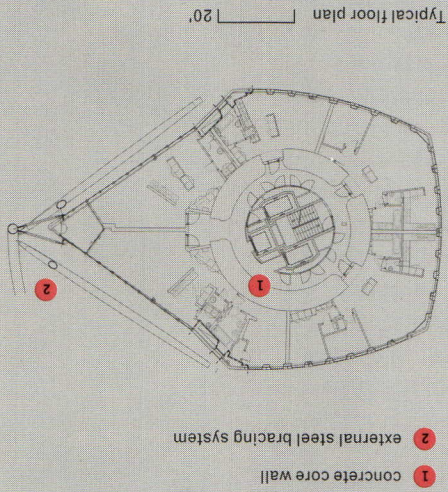 1 concrete core wall
2 external steel bracing system
2
1
Typical floor plan 20'